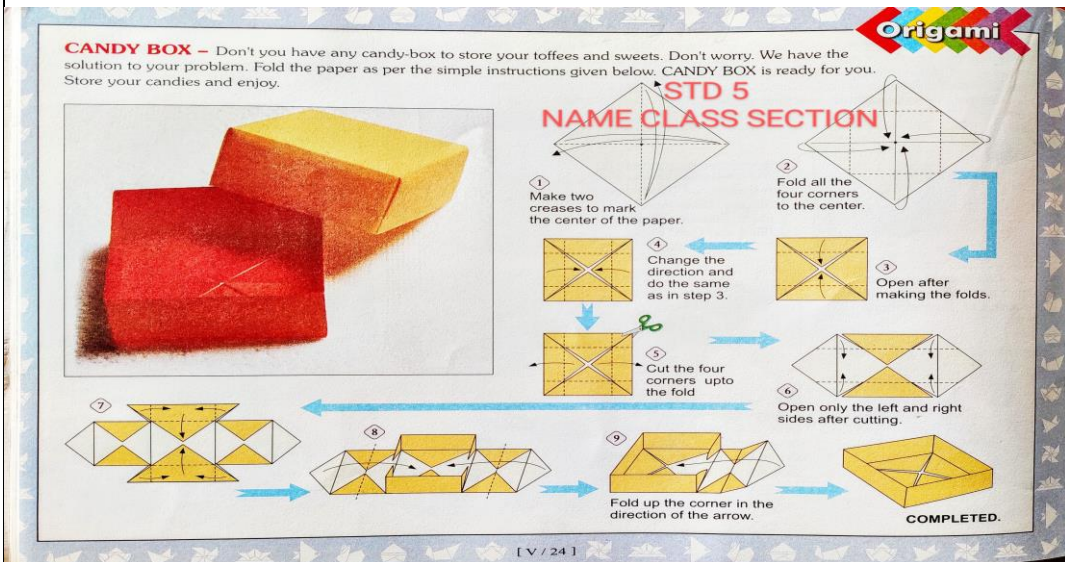 Origami
CANDY BOX – Don't you have any candy-box to store your toffees and sweets. Don't worry. We have the
solution to your problem. Fold the paper as per the simple instructions given below. CANDY BOX is ready for you.
Store your candies and enjoy.
STD 5
NAME CLASS SECTION
1
Make two
creases to mark
the center of the paper.
2
Fold all the
four corners
to the center.
3
Open after
making the folds.
4
Change the
direction and
do the same
as in step 3.
5
Cut the four
corners upto
the fold
6
Open only the left and right
sides after cutting.
7
8
9
Fold up the corner in the
direction of the arrow.
COMPLETED.
[ V / 24 ]